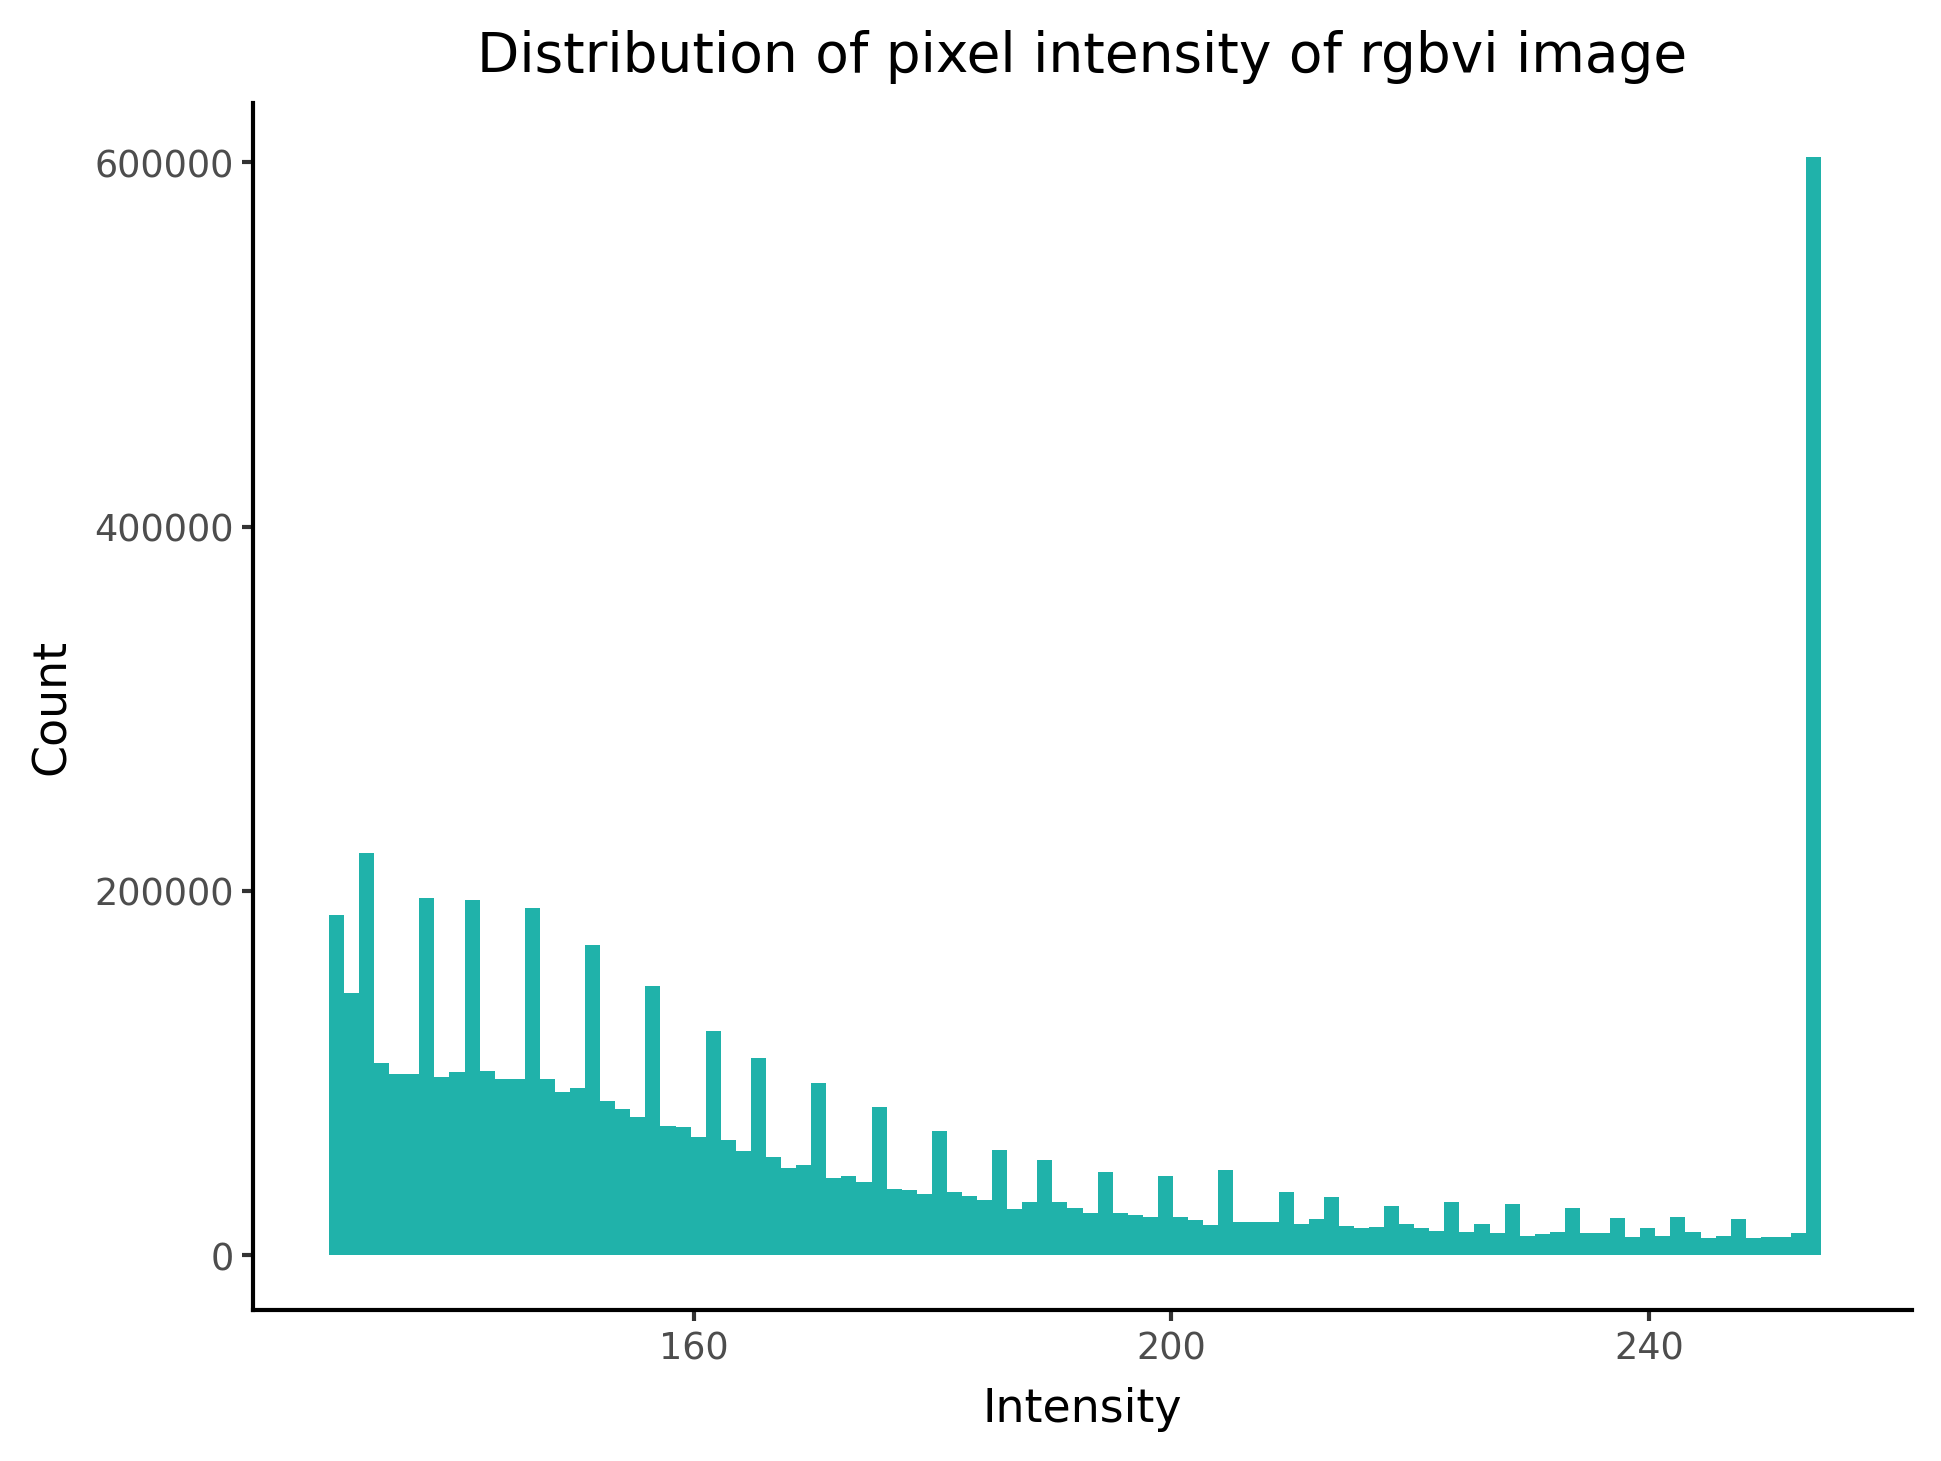 Distribution of pixel intensity of rgbvi image
600000
400000
200000
0
Count
160
200
240
Intensity